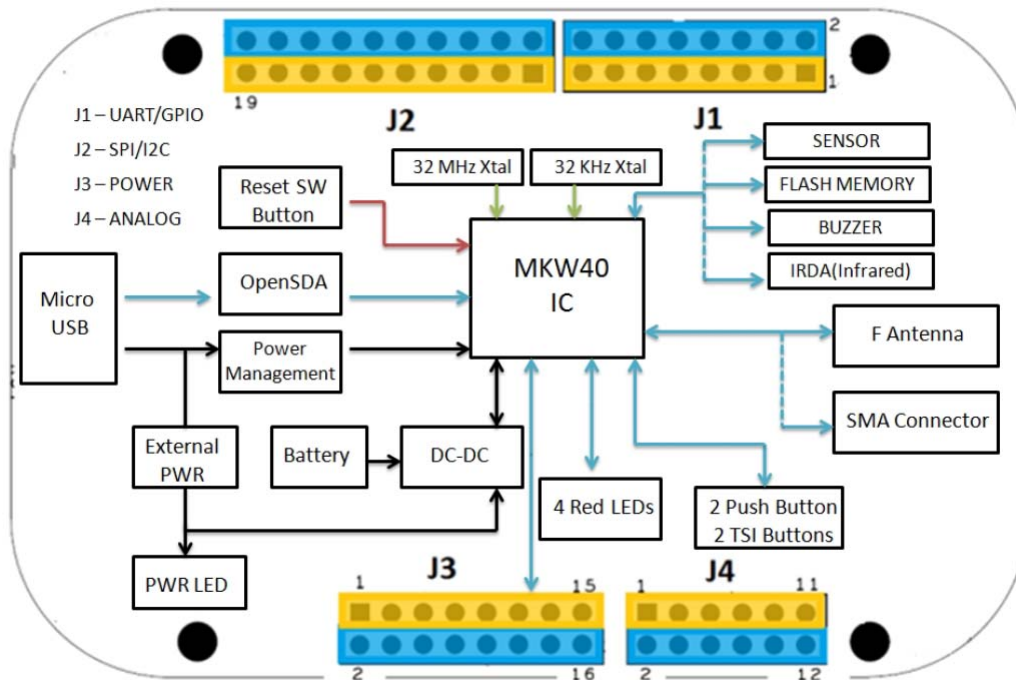 2
1
19
J2
J1
J1 – UART/GPIO
J2 – SPI/I2C
J3 – POWER
J4 – ANALOG
32 MHz Xtal
32 KHz Xtal
SENSOR
FLASH MEMORY
BUZZER
IRDA(Infrared)
Reset SW
Button
MKW40
IC
Micro
USB
OpenSDA
Power
Management
F Antenna
SMA Connector
External
PWR
Battery
DC-DC
4 Red LEDs
2 Push Button
2 TSI Buttons
PWR LED
J3
J4
1
15
1
11
2
16
2
12